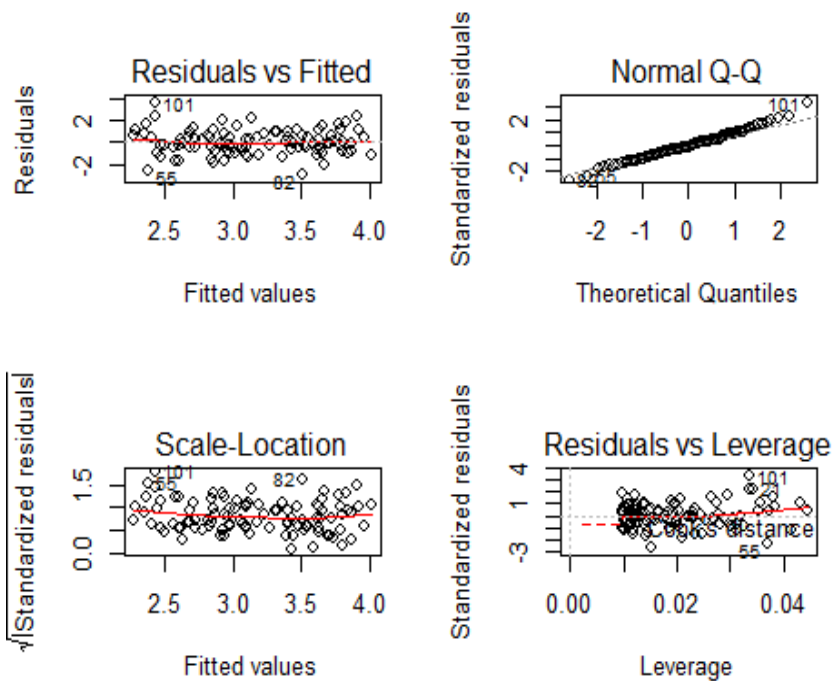 Residuals vs Fitted
Residuals
2
-2
101
55
82
2.5 3.0 3.5 4.0
Fitted values
Normal Q-Q
Standardized residuals
2
-2
101
-2 -1 0 1 2
Theoretical Quantiles
Scale-Location
√|Standardized residuals|
1.5
0.0
101
55
82
2.5 3.0 3.5 4.0
Fitted values
Residuals vs Leverage
Standardized residuals
4
1
-3
101
21
Cook's distance
55
0.00 0.02 0.04
Leverage